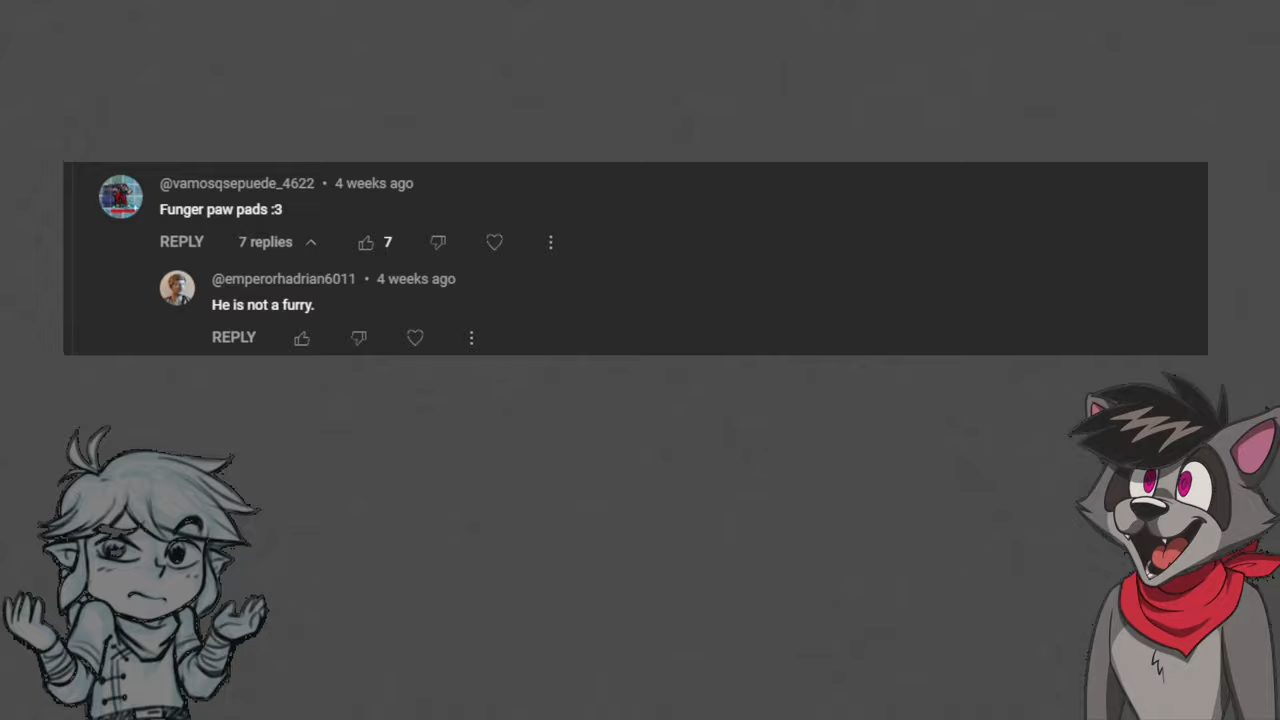 @vamosqsepuede_4622 • 4 weeks ago
Funger paw pads :3
REPLY 7 replies 7
@emperorhadrian6011 • 4 weeks ago
He is not a furry.
REPLY